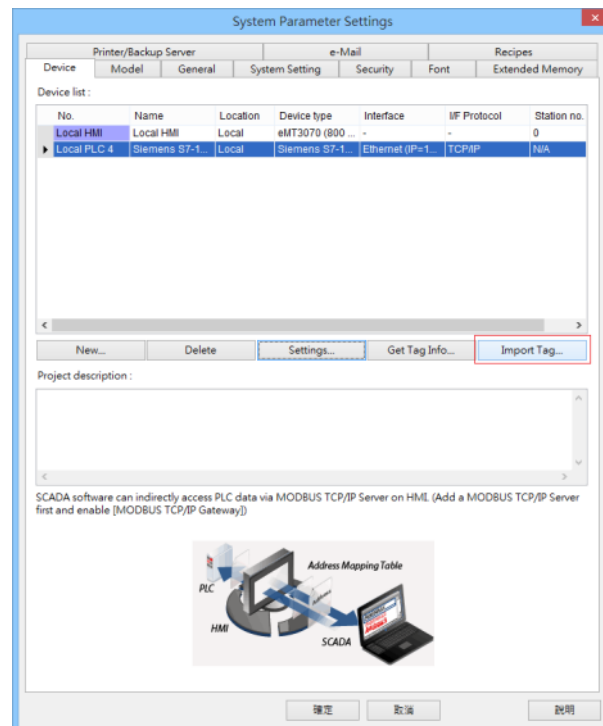 System Parameter Settings
Printer/Backup Server e-Mail Recipes
Device Model General System Setting Security Font Extended Memory
Device list :
No. Name Location Device type Interface I/F Protocol Station no.
Local HMI Local HMI Local eMT3070 (800 ... - - 0
Local PLC 4 Siemens S7-1... Local Siemens S7-1... Ethernet (IP=1... TCP/IP N/A
New... Delete Settings... Get Tag Info... Import Tag...
Project description :
SCADA software can indirectly access PLC data via MODBUS TCP/IP Server on HMI. (Add a MODBUS TCP/IP Server
first and enable [MODBUS TCP/IP Gateway])
Address Mapping Table
PLC
HMI
SCADA
確定 取消 說明